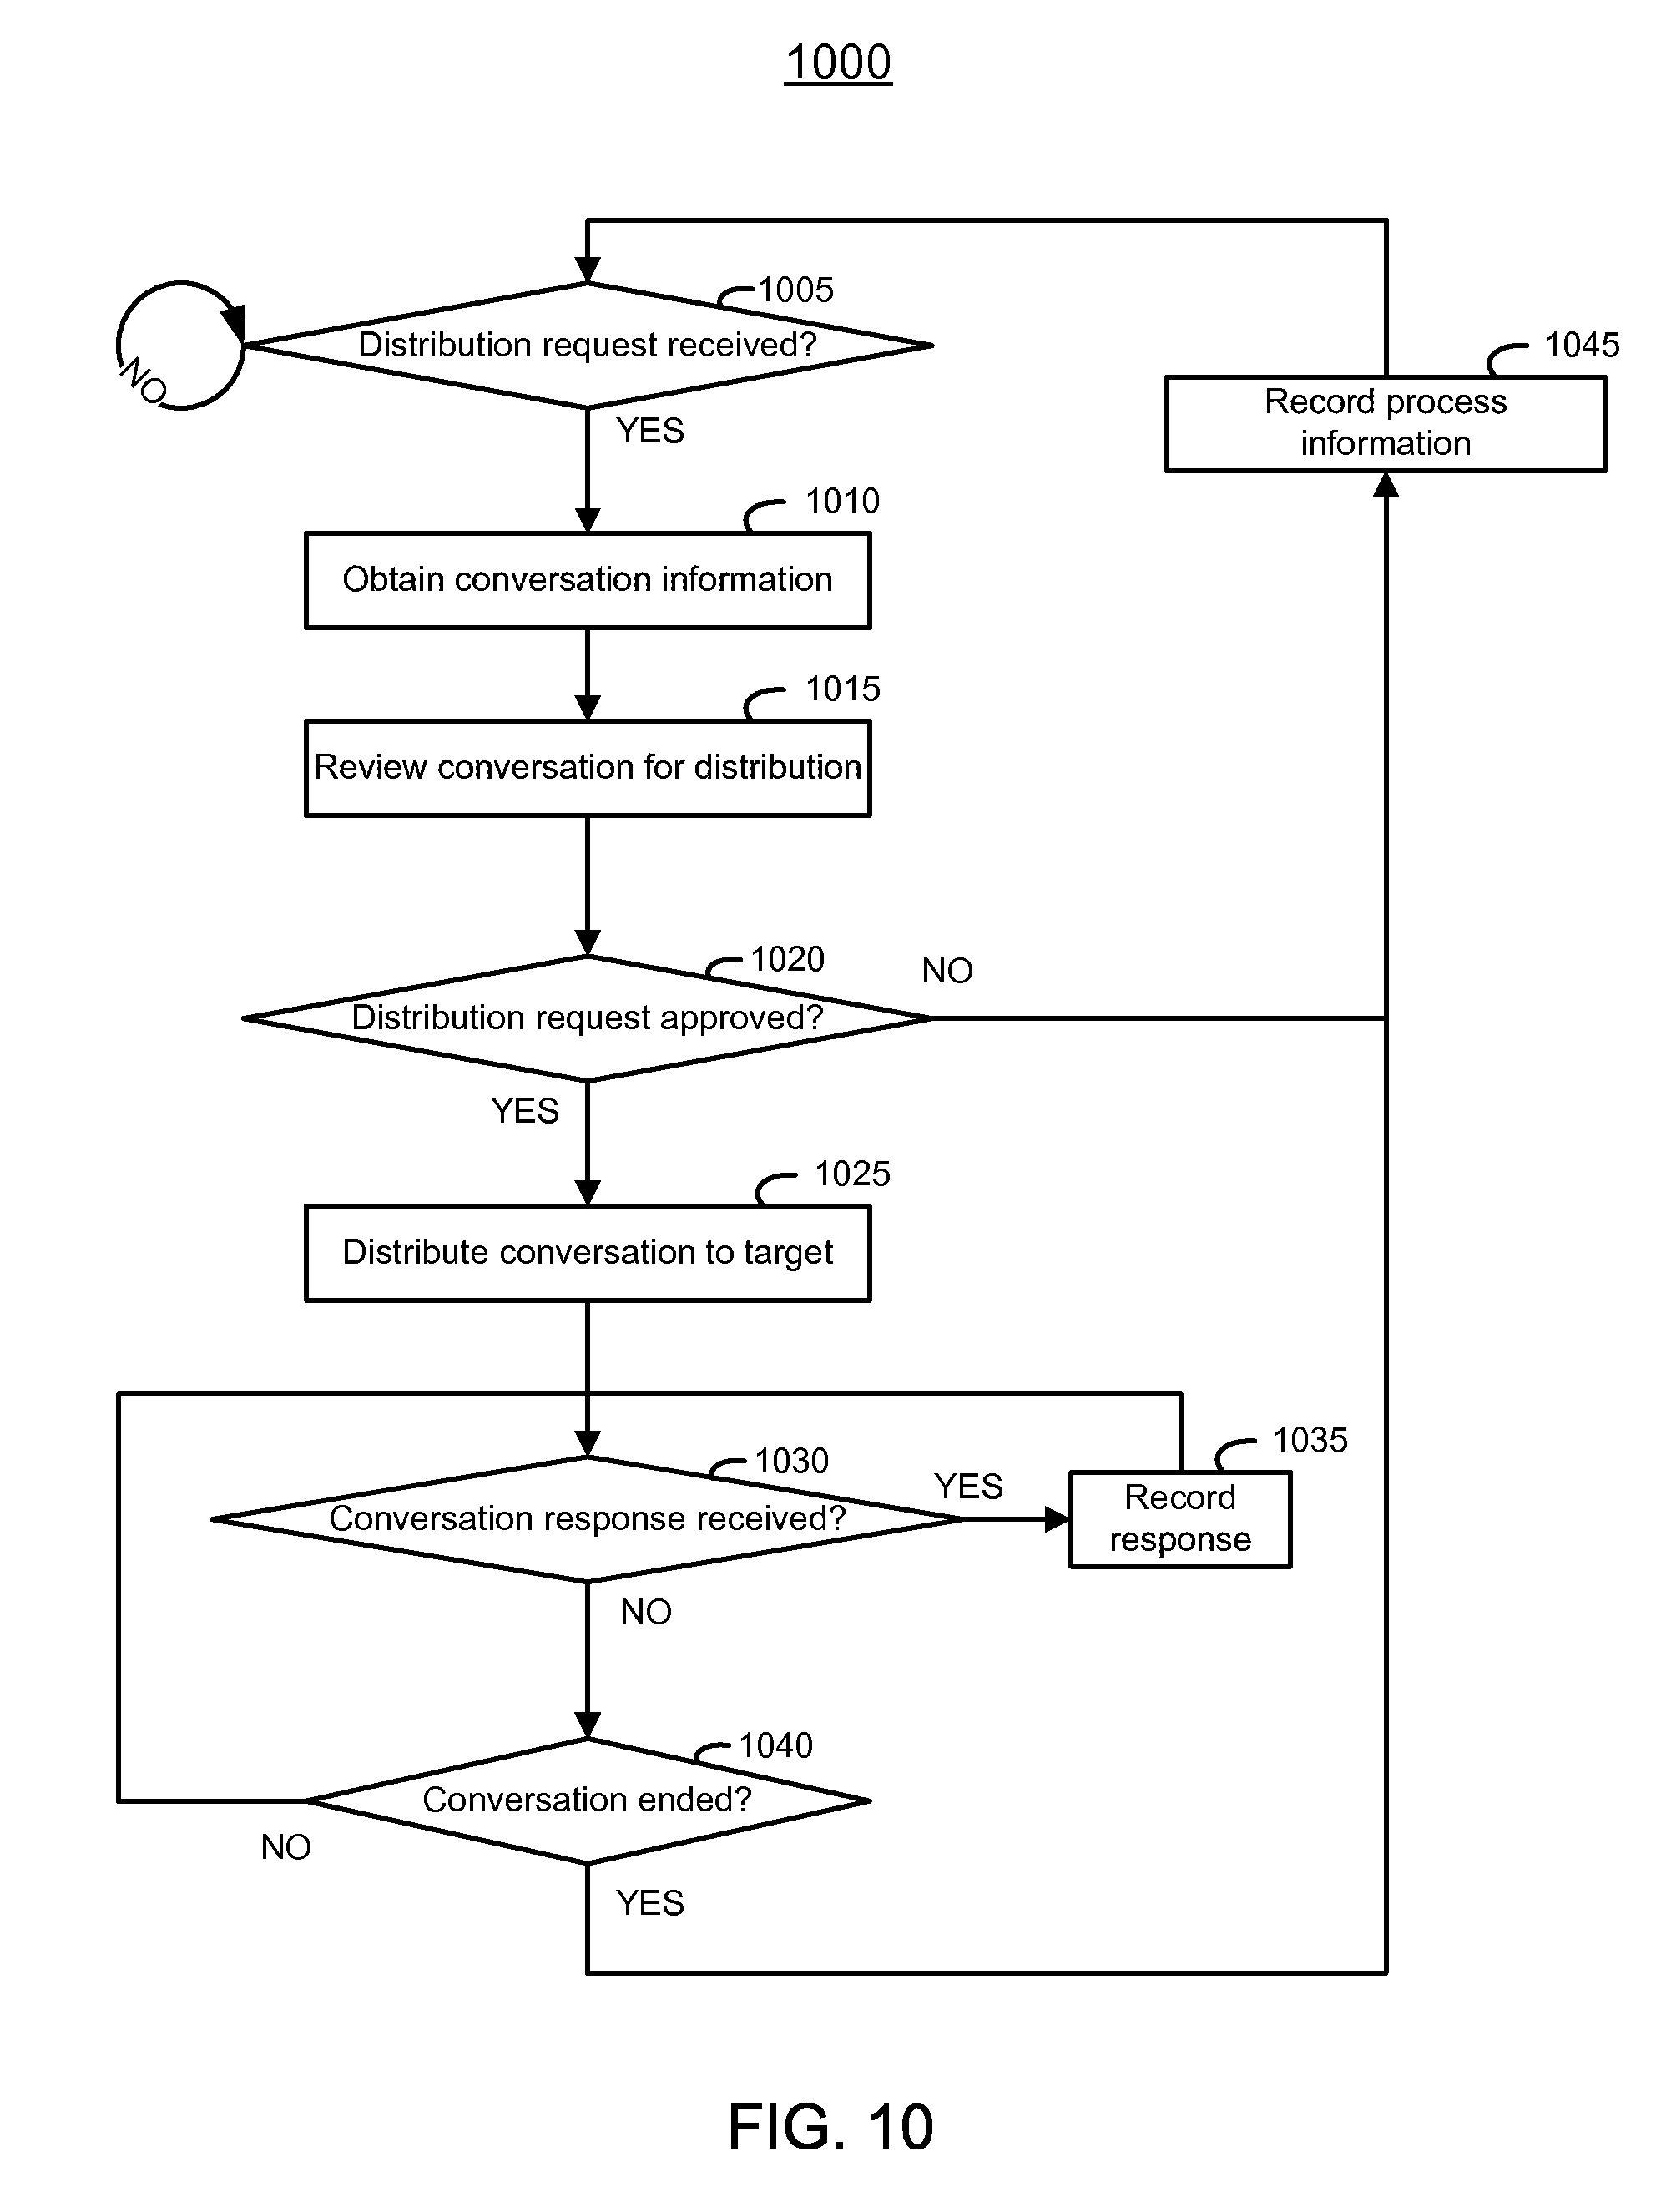 1000
1005
Distribution request received?
NO
YES
1045
Record process
information
1010
Obtain conversation information
1015
Review conversation for distribution
1020
NO
Distribution request approved?
YES
1025
Distribute conversation to target
1030
YES
1035
Conversation response received?
Record
response
NO
1040
Conversation ended?
NO
YES
FIG. 10